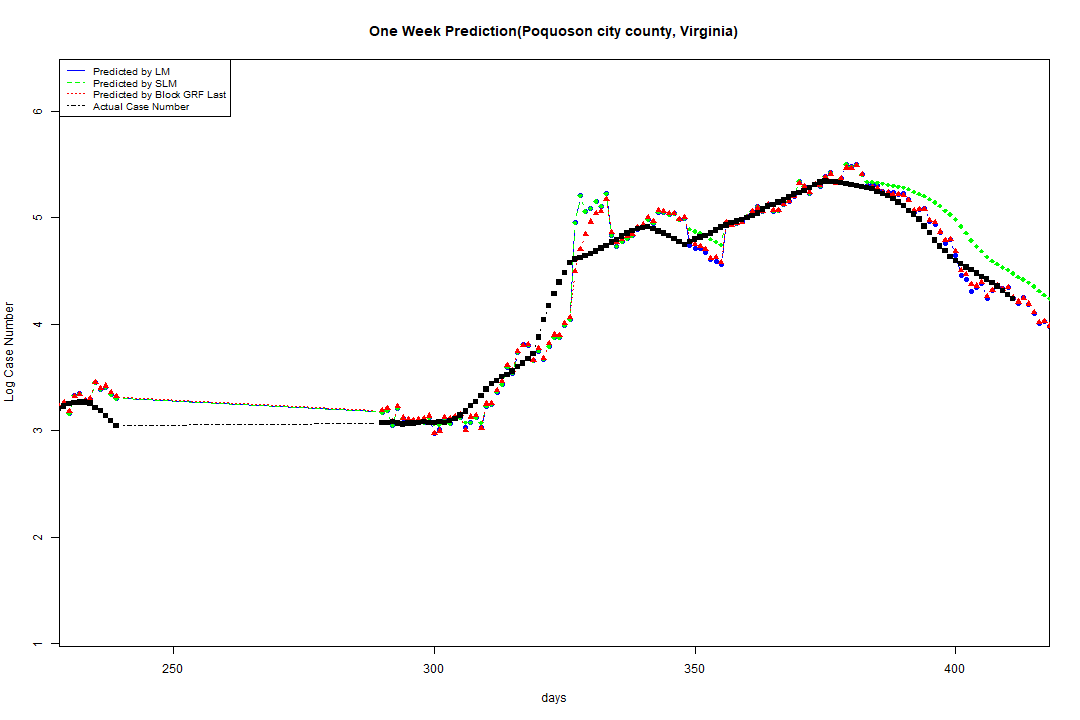 One Week Prediction(Poquoson city county, Virginia)
Predicted by LM
Predicted by SLM
Predicted by Block GRF Last
Actual Case Number
6
5
4
3
2
1
Log Case Number
250
300
350
400
days